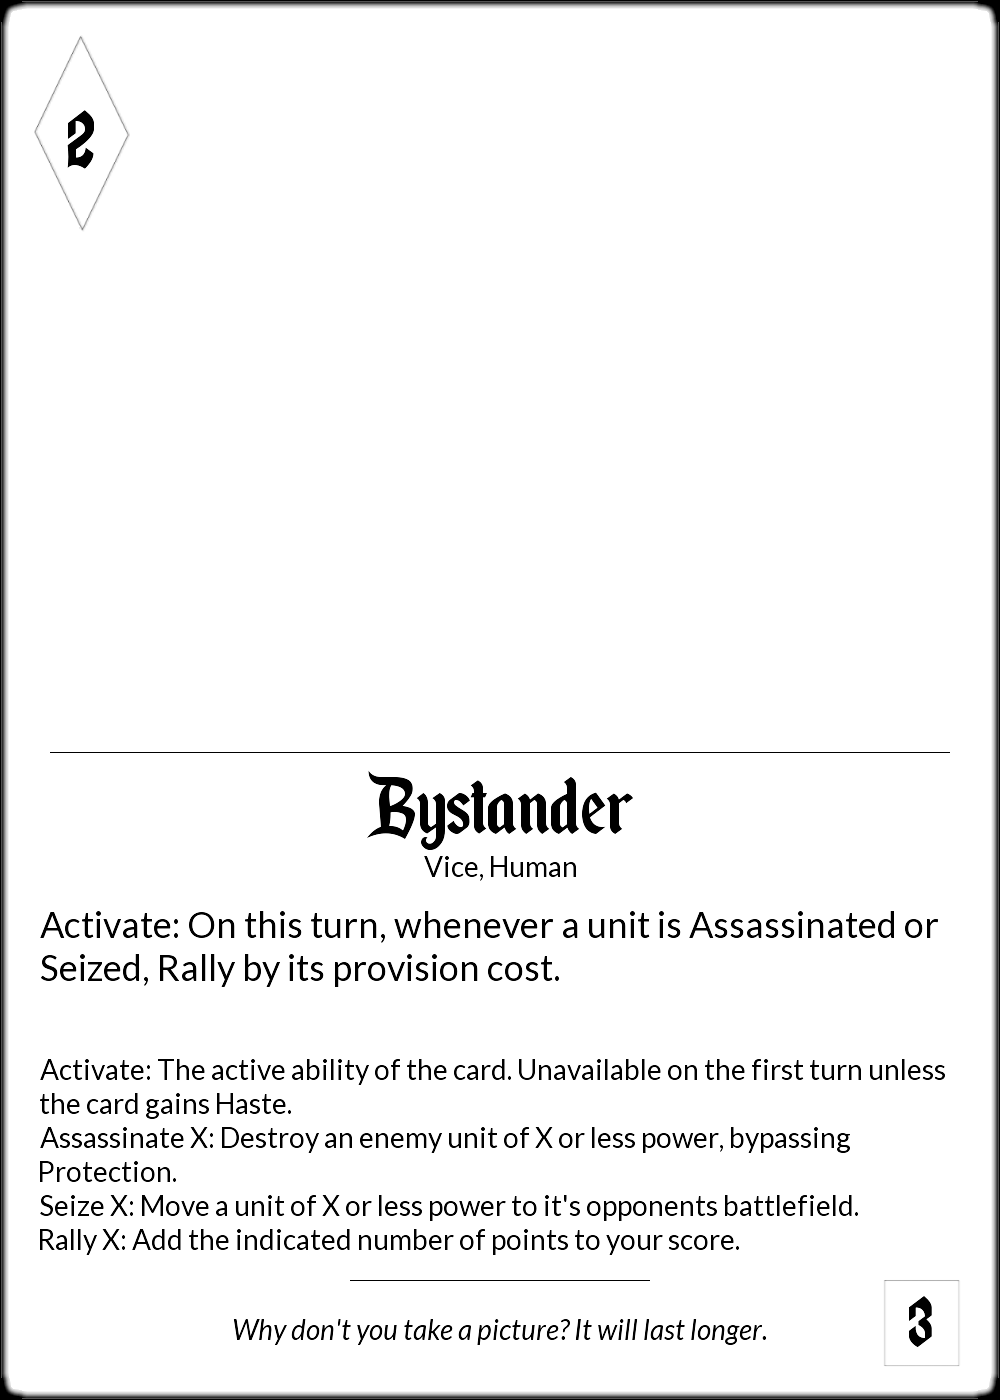 2
Bystander
Vice, Human
Activate: On this turn, whenever a unit is Assassinated or
Seized, Rally by its provision cost.
Activate: The active ability of the card. Unavailable on the first turn unless
the card gains Haste.
Assassinate X: Destroy an enemy unit of X or less power, bypassing
Protection.
Seize X: Move a unit of X or less power to it's opponents battlefield.
Rally X: Add the indicated number of points to your score.
Why don't you take a picture? It will last longer.
3